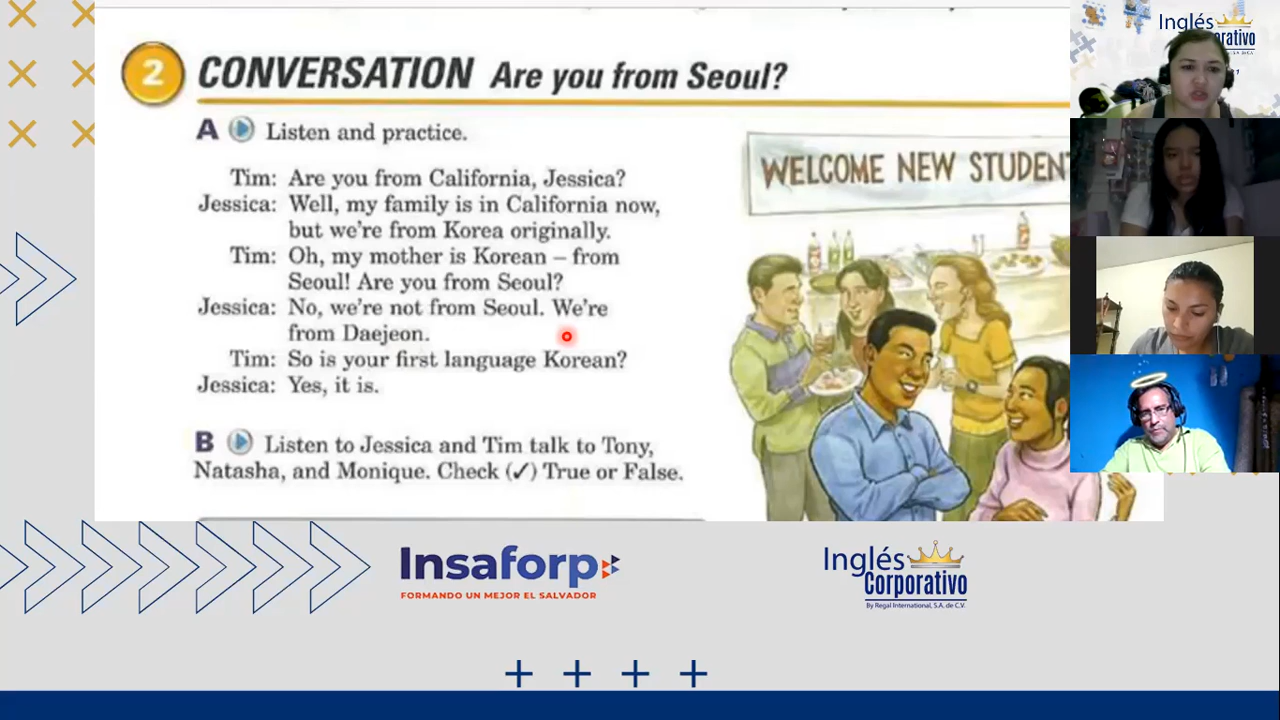 2 CONVERSATION Are you from Seoul?
A Listen and practice.
Tim: Are you from California, Jessica?
Jessica: Well, my family is in California now,
but we're from Korea originally.
Tim: Oh, my mother is Korean – from
Seoul! Are you from Seoul?
Jessica: No, we're not from Seoul. We're
from Daejeon.
Tim: So is your first language Korean?
Jessica: Yes, it is.
B Listen to Jessica and Tim talk to Tony,
Natasha, and Monique. Check (✓) True or False.
WELCOME NEW STUDENT
Inglés
Insaforp
FORMANDO UN MEJOR EL SALVADOR
Inglés
Corporativo
By Regal International, S.A. de C.V.